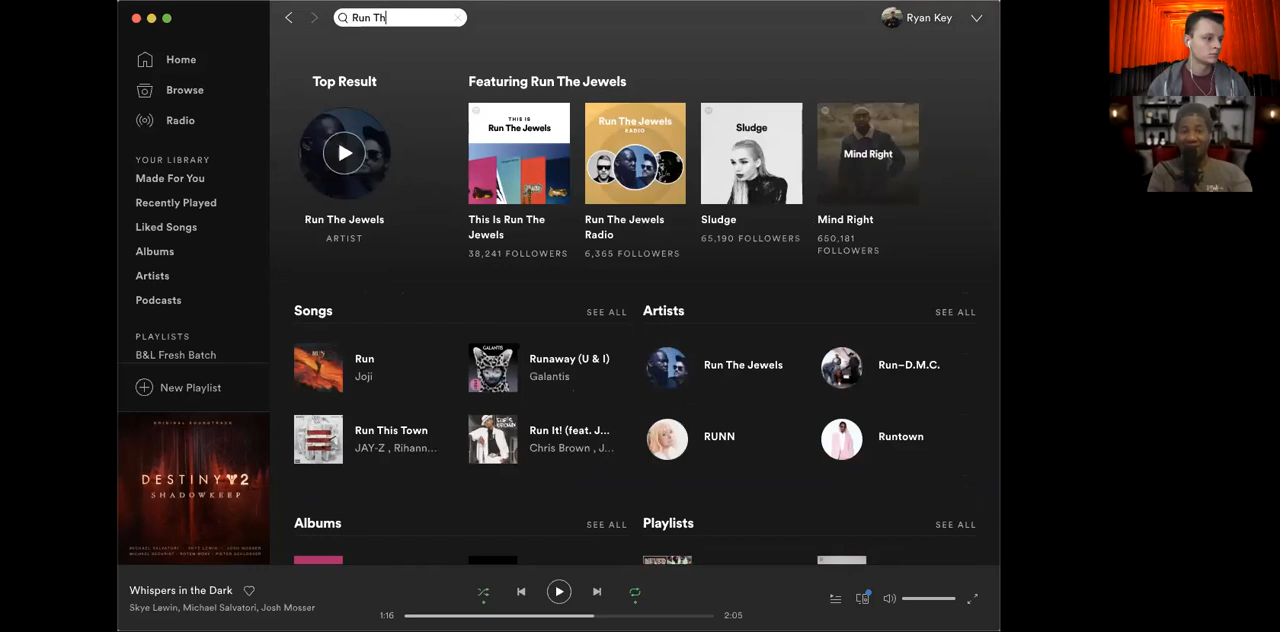 Run Th
Ryan Key
Home
Browse
Radio
YOUR LIBRARY
Made For You
Recently Played
Liked Songs
Albums
Artists
Podcasts
PLAYLISTS
B&L Fresh Batch
New Playlist
ORIGINAL SOUNDTRACK
DESTINY 2
SHADOWKEEP
Top Result
Run The Jewels
ARTIST
Featuring Run The Jewels
THIS IS
Run The Jewels
This Is Run The
Jewels
38,241 FOLLOWERS
Run The Jewels
RADIO
Run The Jewels
Radio
6,365 FOLLOWERS
Sludge
Sludge
65,190 FOLLOWERS
Mind Right
Mind Right
650,181
FOLLOWERS
Songs
SEE ALL
RUN
Run
Joji
GALANTIS
Runaway (U & I)
Galantis
Run This Town
JAY-Z , Rihann...
Run It! (feat. J...
Chris Brown , J...
Artists
SEE ALL
Run The Jewels
Run–D.M.C.
RUNN
Runtown
Albums
SEE ALL
Playlists
SEE ALL
Whispers in the Dark
Skye Lewin, Michael Salvatori, Josh Mosser
1:16
2:05